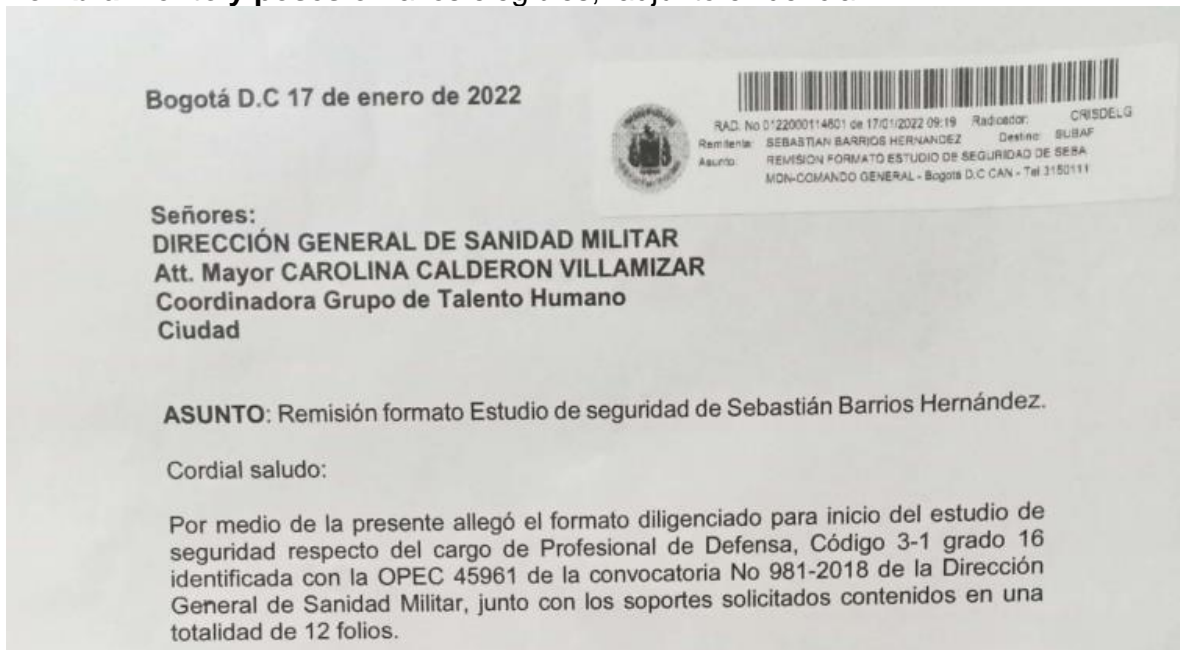 Bogotá D.C 17 de enero de 2022
RAD. No 0122000114601 de 17/01/2022 09:19 Radicador: CRISDELG
Remitente: SEBASTIAN BARRIOS HERNANDEZ Destino: SUBAF
Asunto: REMISION FORMATO ESTUDIO DE SEGURIDAD DE SEBA
MDN-COMANDO GENERAL - Bogota D.C CAN - Tel 3150111
Señores:
DIRECCIÓN GENERAL DE SANIDAD MILITAR
Att. Mayor CAROLINA CALDERON VILLAMIZAR
Coordinadora Grupo de Talento Humano
Ciudad
ASUNTO: Remisión formato Estudio de seguridad de Sebastián Barrios Hernández.
Cordial saludo:
Por medio de la presente allegó el formato diligenciado para inicio del estudio de
seguridad respecto del cargo de Profesional de Defensa, Código 3-1 grado 16
identificada con la OPEC 45961 de la convocatoria No 981-2018 de la Dirección
General de Sanidad Militar, junto con los soportes solicitados contenidos en una
totalidad de 12 folios.